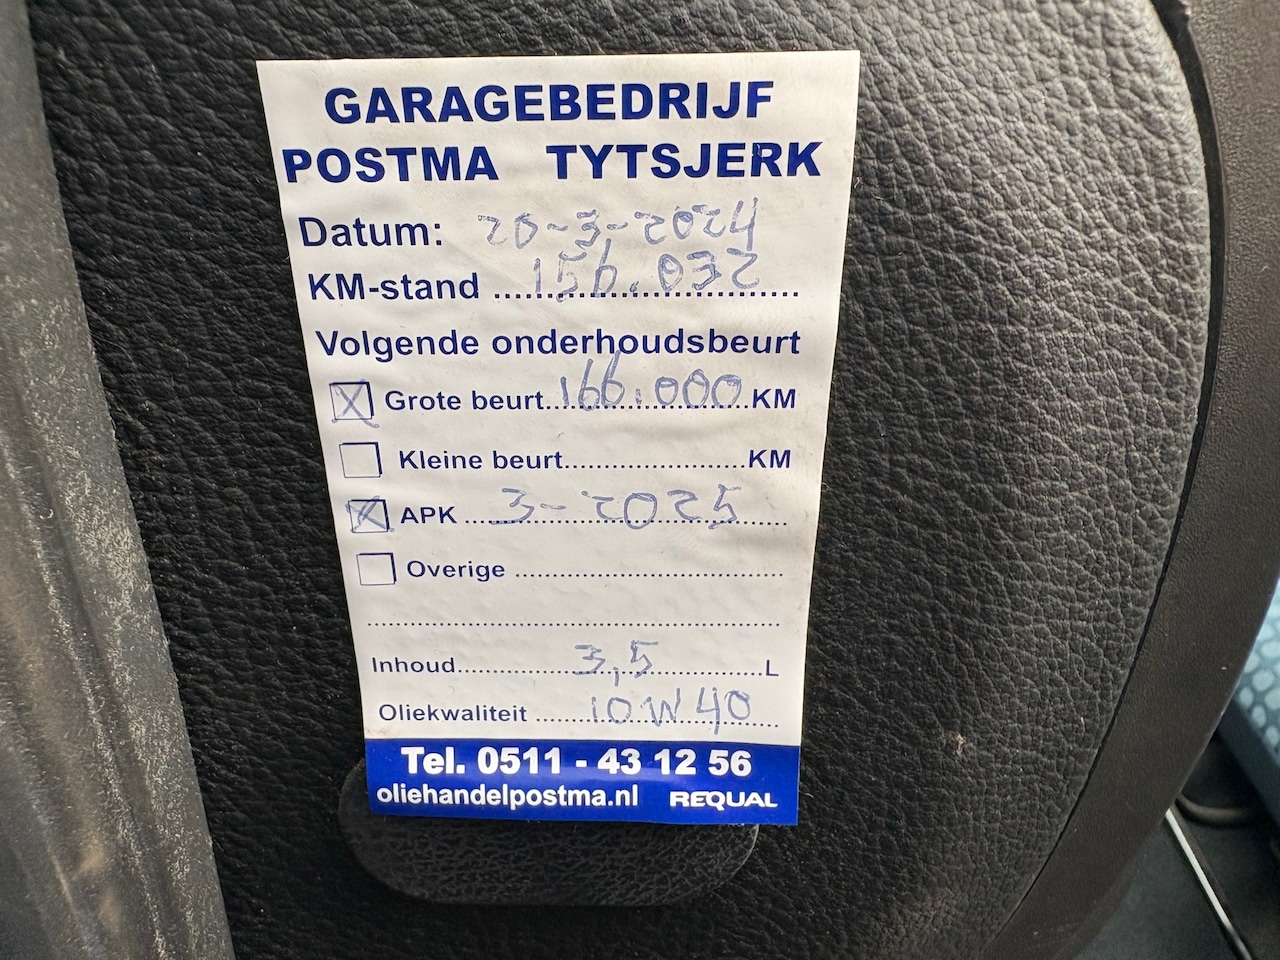 GARAGEBEDRIJF
POSTMA TYTSJERK
Datum: 20-3-2024
KM-stand 156.032
Volgende onderhoudsbeurt
Grote beurt 166.000 KM
Kleine beurt KM
APK 3-2025
Overige
Inhoud 3,5 L
Oliekwaliteit 10W40
Tel. 0511 - 43 12 56
oliehandelpostma.nl REQUAL